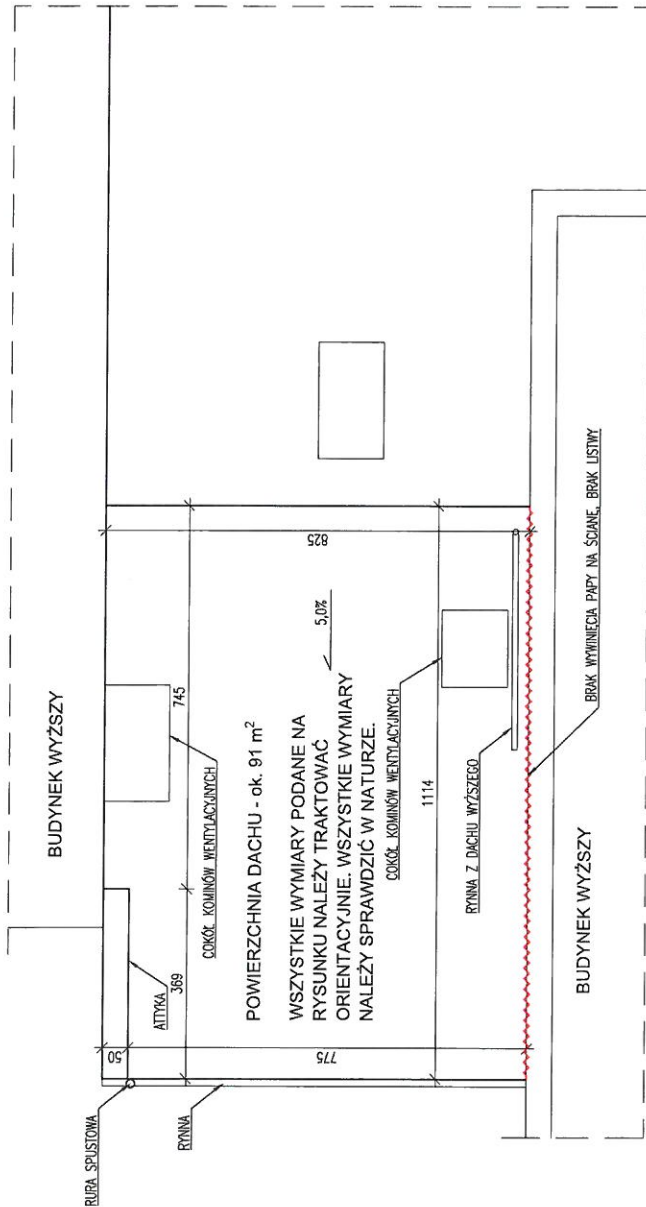 BUDYNEK WYŻSZY
745
COKÓŁ KOMINÓW WENTYLACYJNYCH
ATTYKA
369
50
RURA SPUSTOWA
RYNNA
775
825
POWIERZCHNIA DACHU - ok. 91 m²
5,0%
WSZYSTKIE WYMIARY PODANE NA
RYSUNKU NALEŻY TRAKTOWAĆ
ORIENTACYJNIE. WSZYSTKIE WYMIARY
NALEŻY SPRAWDZIĆ W NATURZE.
COKÓŁ KOMINÓW WENTYLACYJNYCH
1114
RYNNA Z DACHU WYŻSZEGO
BRAK WYWINIĘCIA PAPY NA ŚCIANĘ, BRAK LISTWY
BUDYNEK WYŻSZY